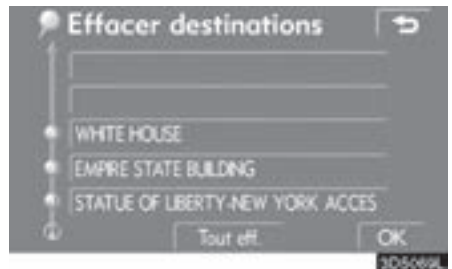 Effacer destinations
WHITE HOUSE
EMPIRE STATE BUILDING
STATUE OF LIBERTY-NEW YORK ACCES
Tout eff. OK
3D5069L